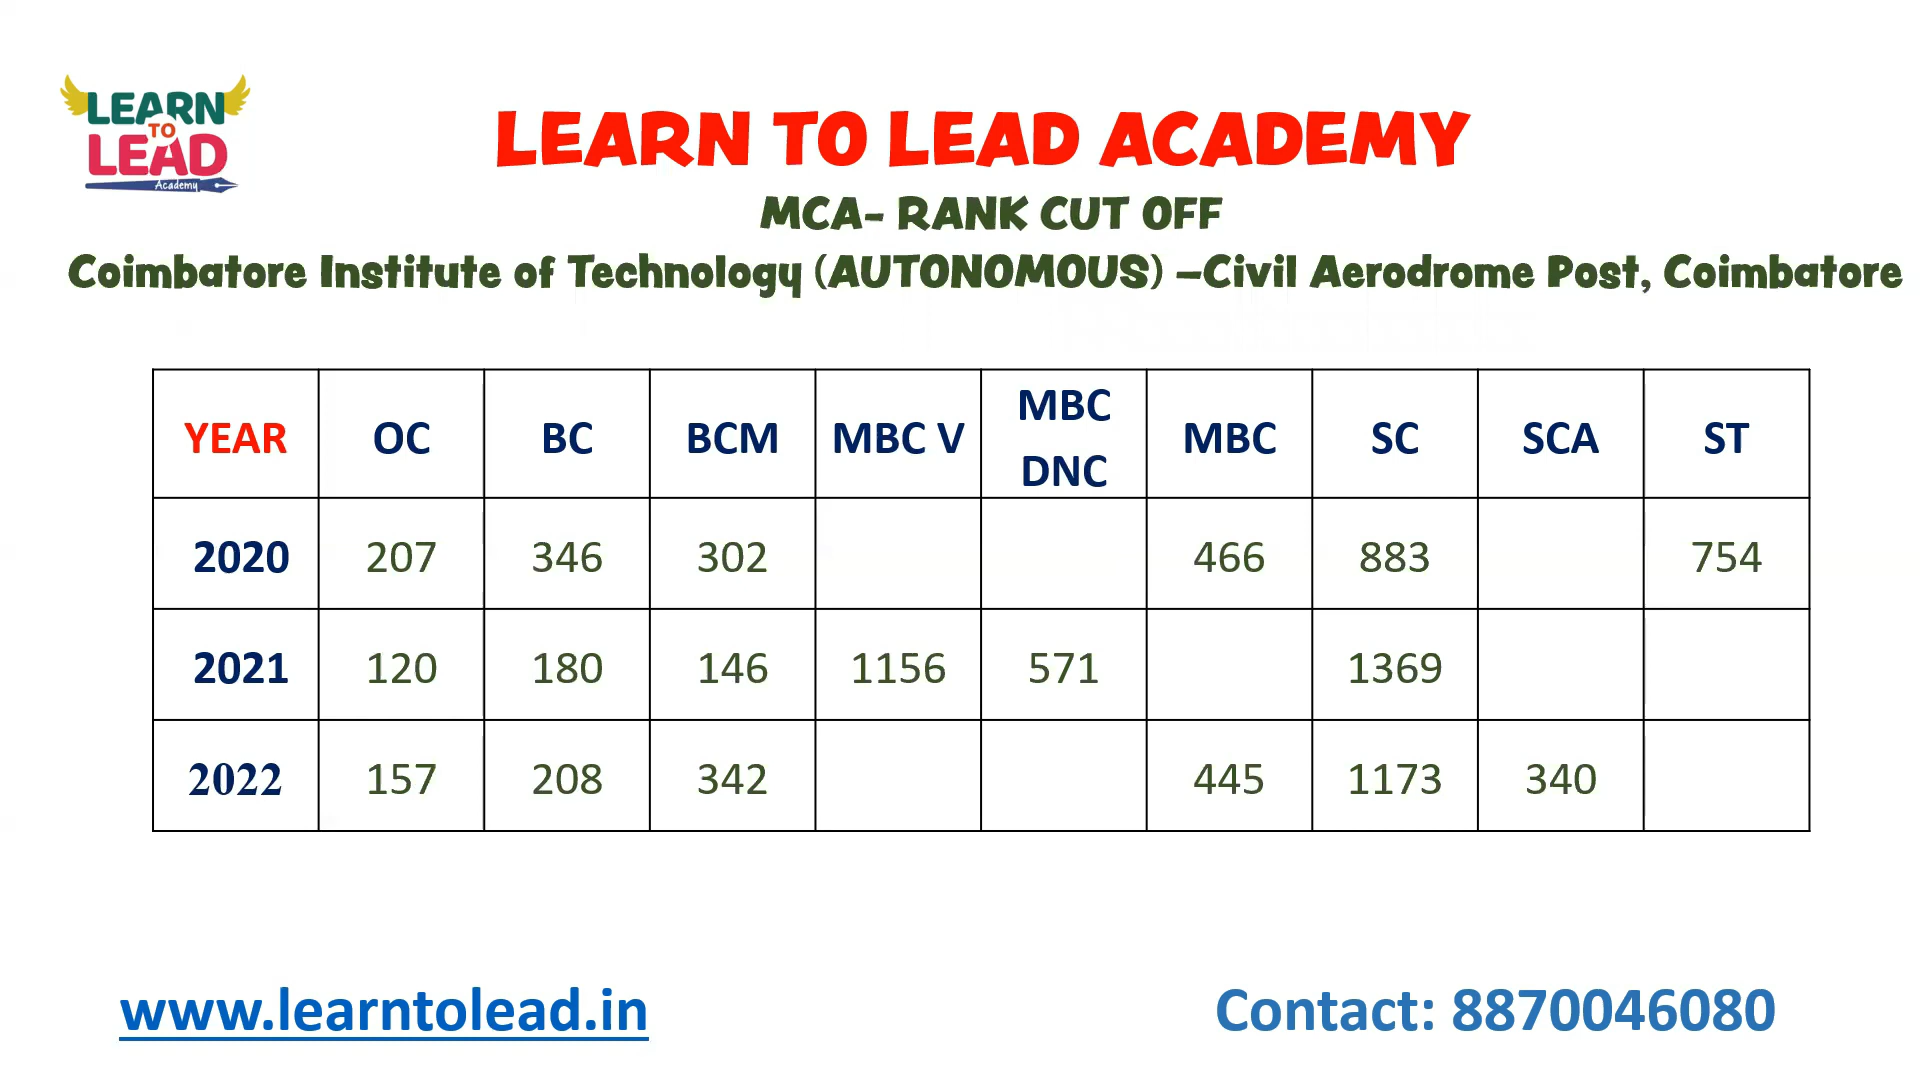 LEARN
TO
LEAD
Academy
LEARN TO LEAD ACADEMY
MCA- RANK CUT OFF
Coimbatore Institute of Technology (AUTONOMOUS) –Civil Aerodrome Post, Coimbatore
YEAR OC BC BCM MBC V MBC DNC MBC SC SCA ST
2020 207 346 302 466 883 754
2021 120 180 146 1156 571 1369
2022 157 208 342 445 1173 340
www.learntolead.in
Contact: 8870046080